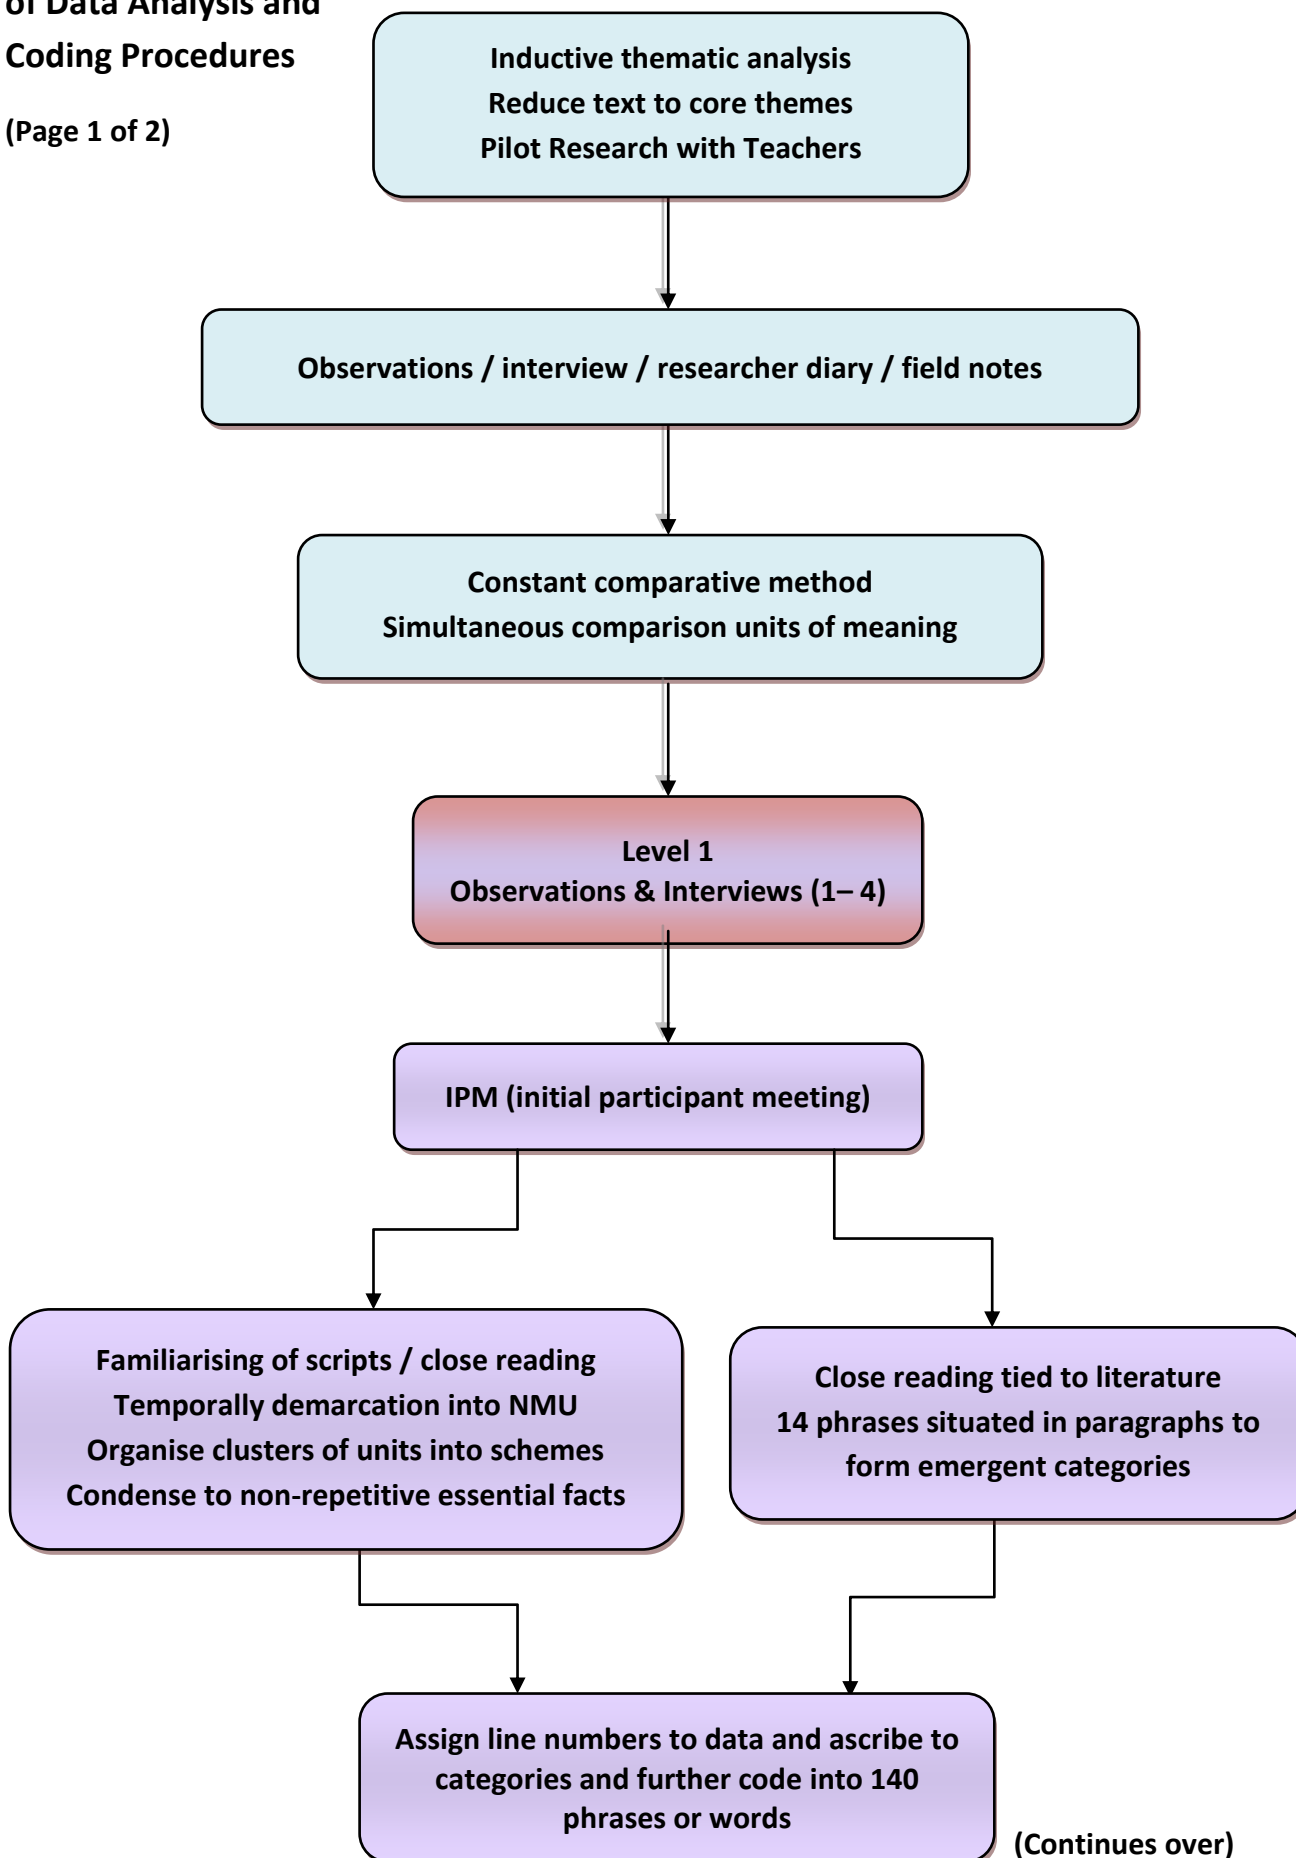 of Data Analysis and
Coding Procedures
(Page 1 of 2)
Inductive thematic analysis
Reduce text to core themes
Pilot Research with Teachers
Observations / interview / researcher diary / field notes
Constant comparative method
Simultaneous comparison units of meaning
Level 1
Observations & Interviews (1– 4)
IPM (initial participant meeting)
Familiarising of scripts / close reading
Temporally demarcation into NMU
Organise clusters of units into schemes
Condense to non-repetitive essential facts
Close reading tied to literature
14 phrases situated in paragraphs to
form emergent categories
Assign line numbers to data and ascribe to
categories and further code into 140
phrases or words
(Continues over)